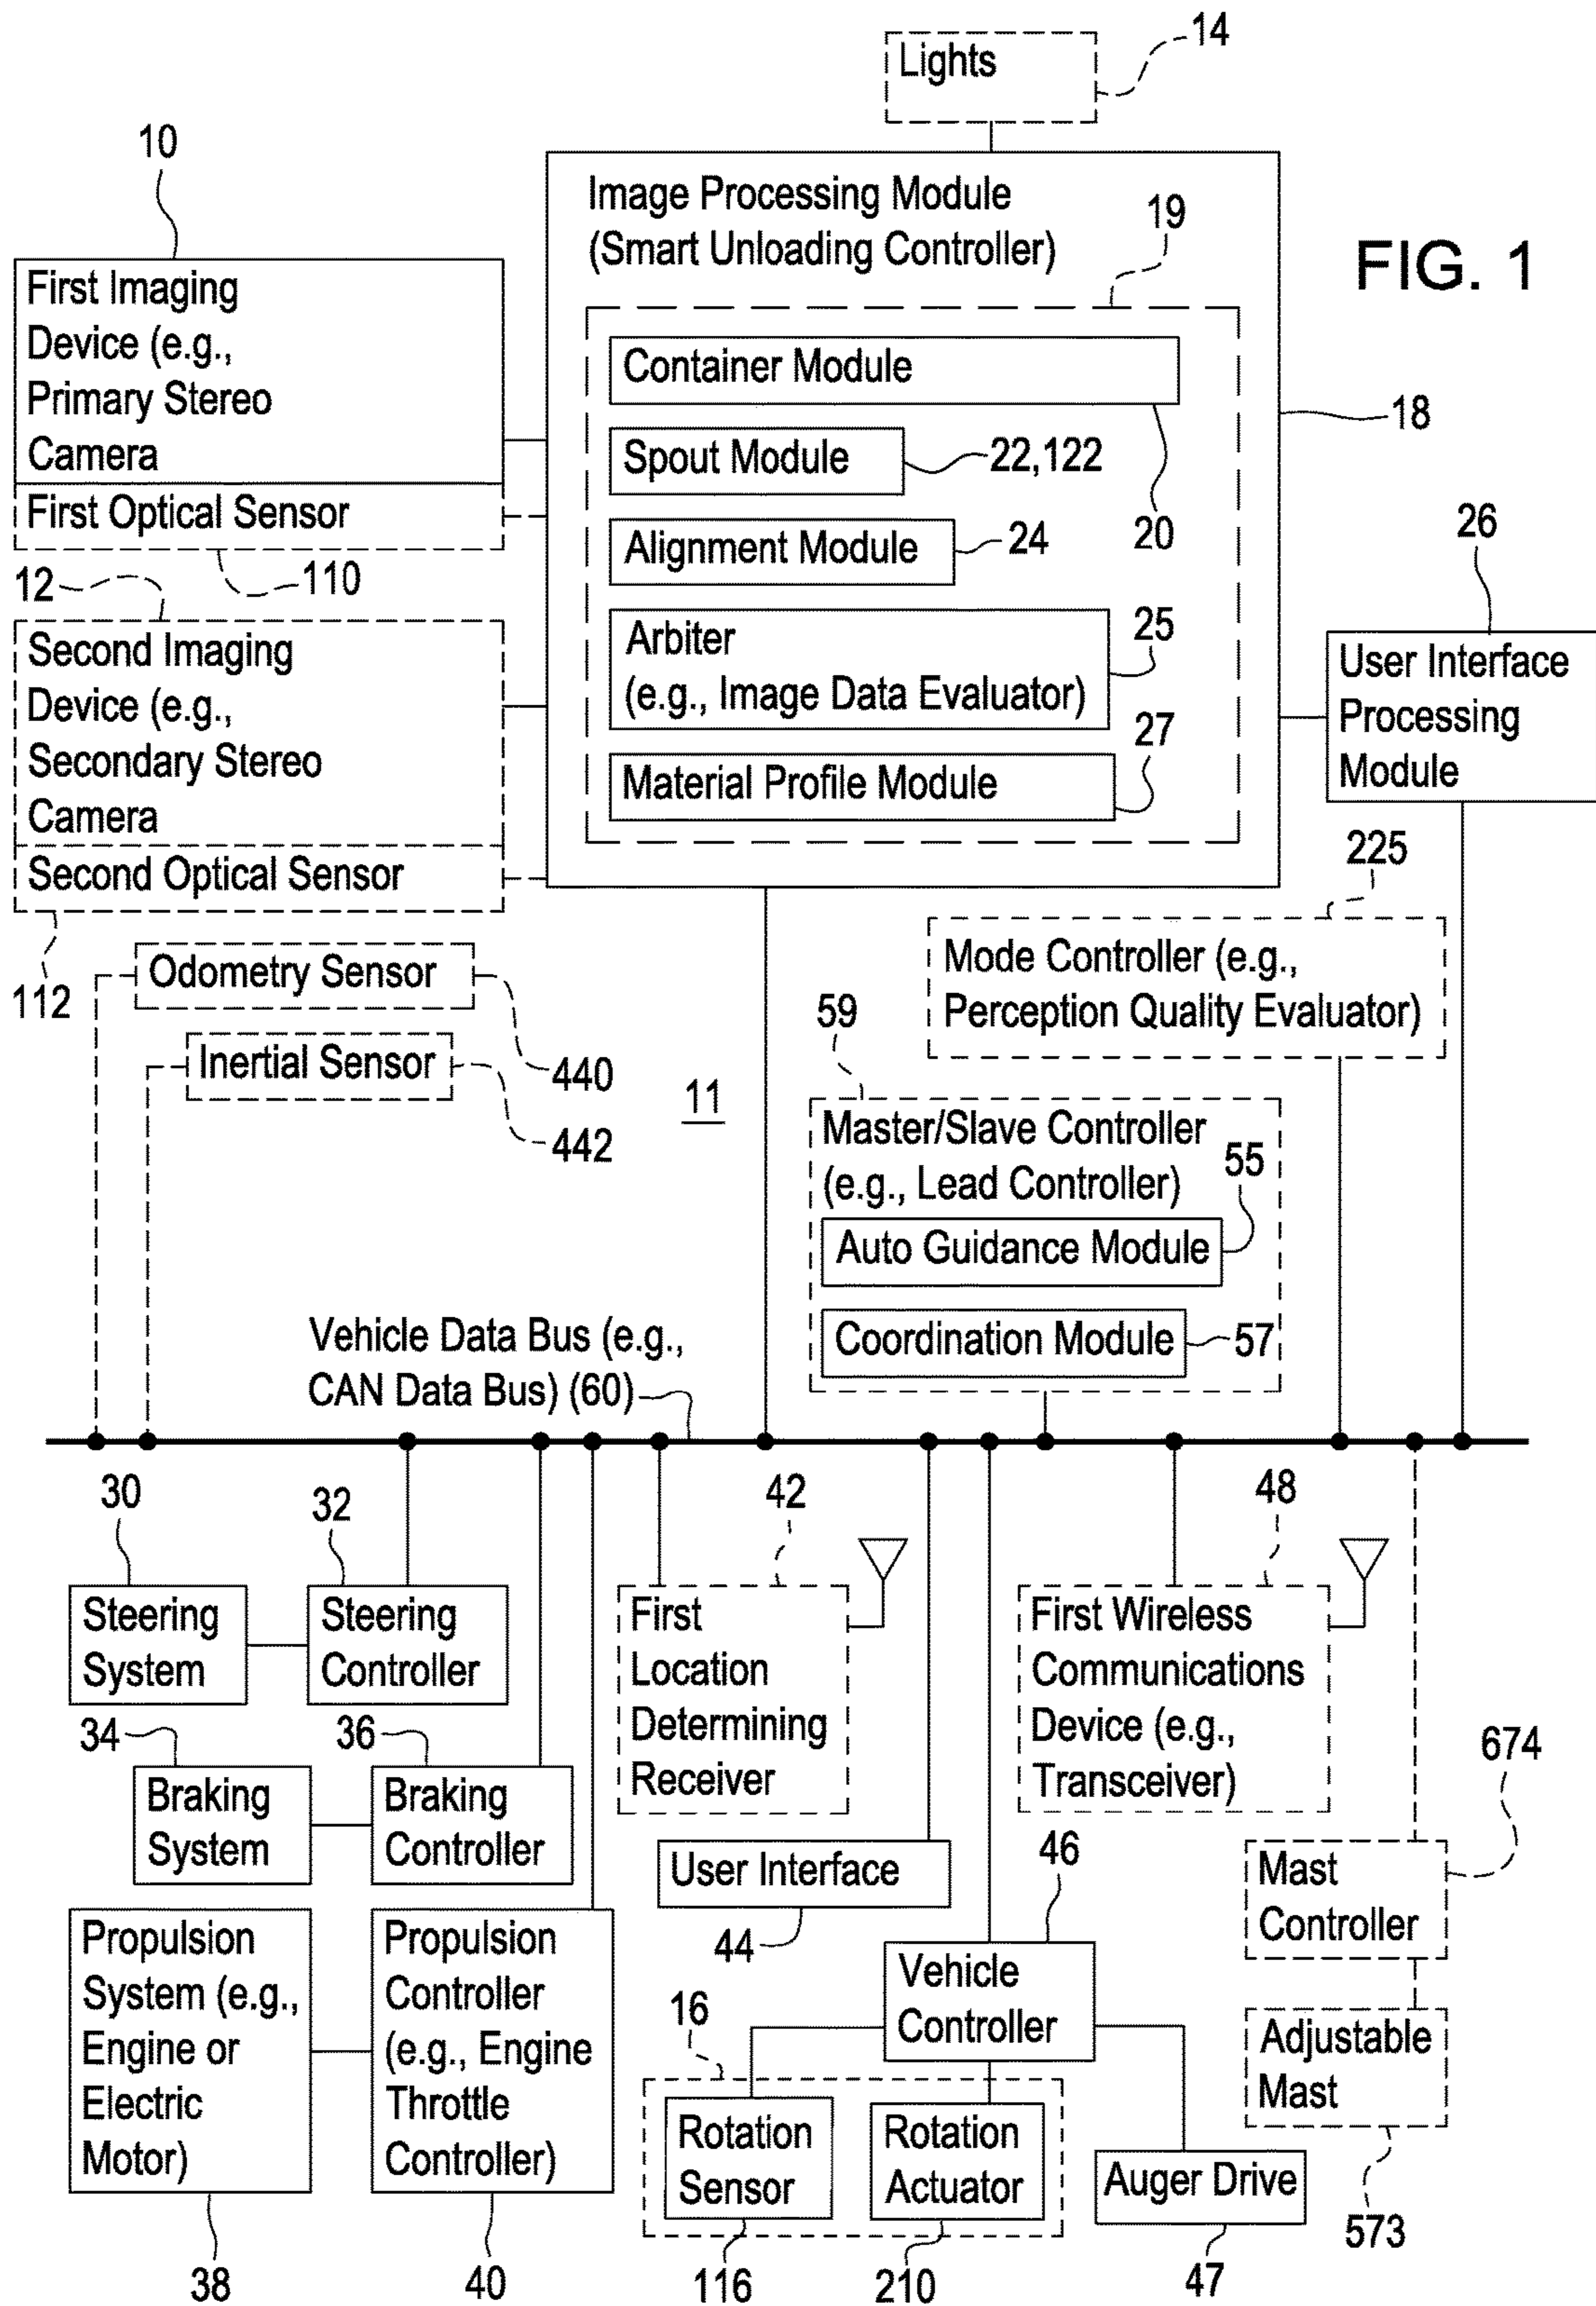 Lights
14
10
Image Processing Module
(Smart Unloading Controller)
19
FIG. 1
First Imaging
Device (e.g.,
Primary Stereo
Camera
First Optical Sensor
110
Container Module
20
18
Spout Module
22,122
Alignment Module
24
Arbiter
(e.g., Image Data Evaluator)
25
Material Profile Module
27
12
Second Imaging
Device (e.g.,
Secondary Stereo
Camera
Second Optical Sensor
112
26
User Interface
Processing
Module
225
Mode Controller (e.g.,
Perception Quality Evaluator)
Odometry Sensor
440
Inertial Sensor
442
11
59
Master/Slave Controller
(e.g., Lead Controller)
55
Auto Guidance Module
Coordination Module
57
Vehicle Data Bus (e.g.,
CAN Data Bus) (60)
30
Steering
System
32
Steering
Controller
34
Braking
System
36
Braking
Controller
Propulsion
System (e.g.,
Engine or
Electric
Motor)
38
Propulsion
Controller
(e.g., Engine
Throttle
Controller)
40
42
First
Location
Determining
Receiver
User Interface
44
48
First Wireless
Communications
Device (e.g.,
Transceiver)
46
Vehicle
Controller
16
Rotation
Sensor
116
Rotation
Actuator
210
Auger Drive
47
674
Mast
Controller
Adjustable
Mast
573